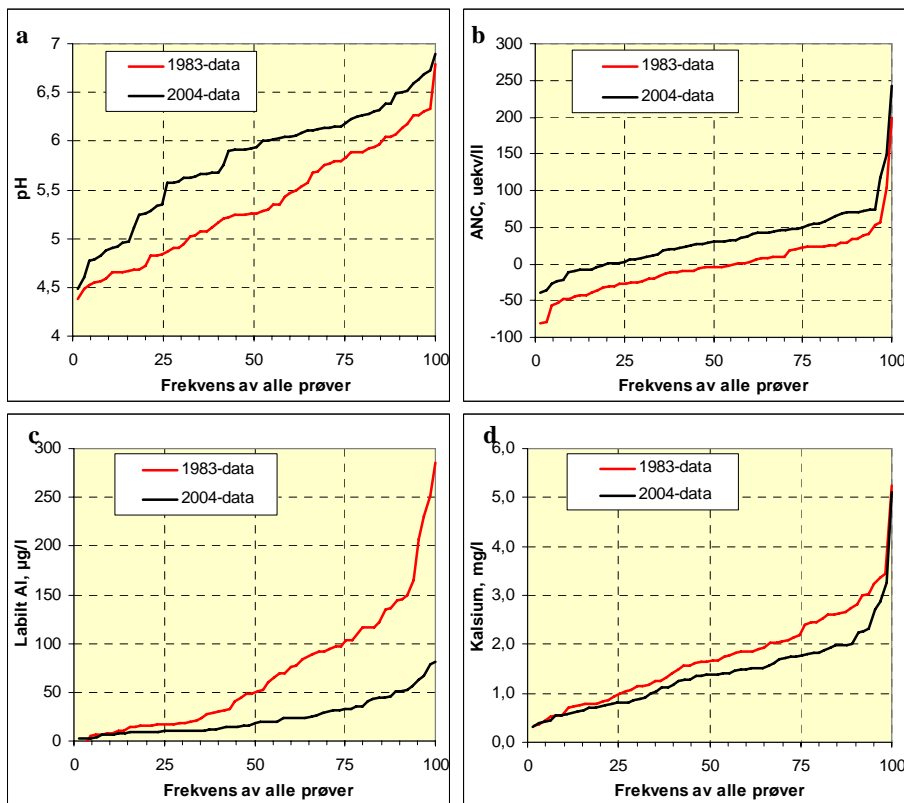 a
7
6,5
6
5,5
5
4,5
4
pH
1983-data
2004-data
0
25
50
75
100
Frekvens av alle prøver
b
300
250
200
150
100
50
0
-50
-100
ANC, uekv/ll
1983-data
2004-data
0
25
50
75
100
Frekvens av alle prøver
c
300
250
200
150
100
50
0
Labilt Al, µg/l
1983-data
2004-data
0
25
50
75
100
Frekvens av alle prøver
d
6,0
5,0
4,0
3,0
2,0
1,0
0,0
Kalsium, mg/l
1983-data
2004-data
0
25
50
75
100
Frekvens av alle prøver